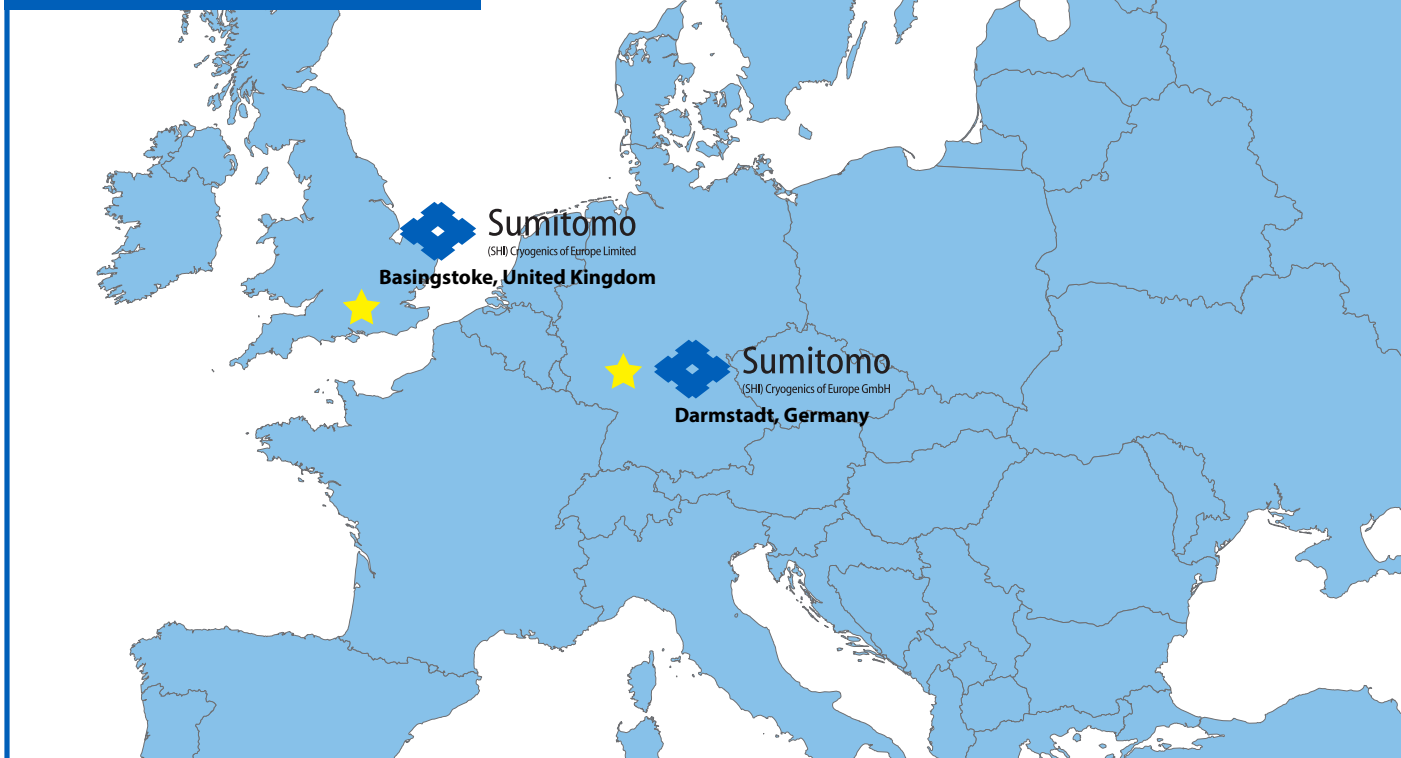 Sumitomo
(SHI) Cryogenics of Europe Limited
Basingstoke, United Kingdom
Sumitomo
(SHI) Cryogenics of Europe GmbH
Darmstadt, Germany